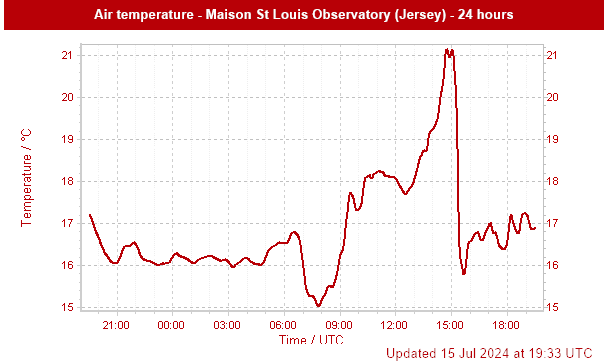 Air temperature - Maison St Louis Observatory (Jersey) - 24 hours
21 21
20 20
19 19
18 18
17 17
16 16
15 15
Temperature / °C
21:00 00:00 03:00 06:00 09:00 12:00 15:00 18:00
Time / UTC
Updated 15 Jul 2024 at 19:33 UTC